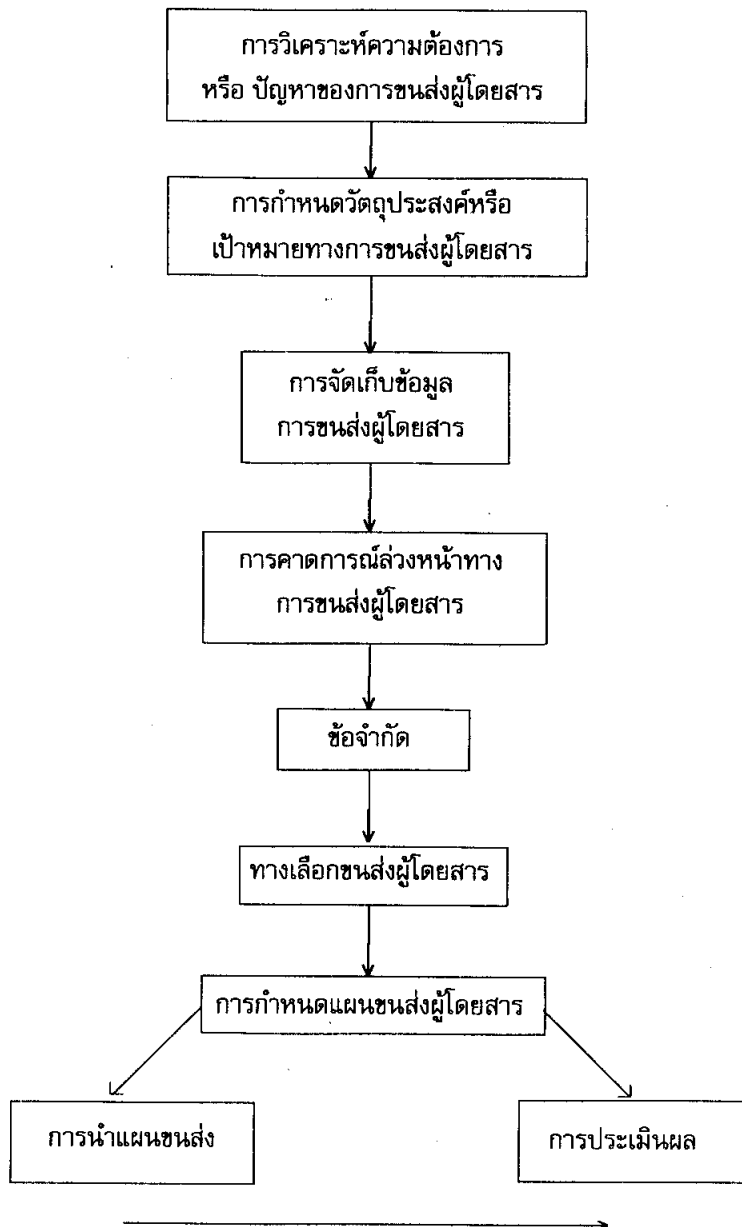 การวิเคราะห์ความต้องการ
หรือ ปัญหาของการขนส่งผู้โดยสาร
การกำหนดวัตถุประสงค์หรือ
เป้าหมายทางการขนส่งผู้โดยสาร
การจัดเก็บข้อมูล
การขนส่งผู้โดยสาร
การคาดการณ์ล่วงหน้าทาง
การขนส่งผู้โดยสาร
ข้อจำกัด
ทางเลือกขนส่งผู้โดยสาร
การกำหนดแผนขนส่งผู้โดยสาร
การนำแผนขนส่ง
การประเมินผล